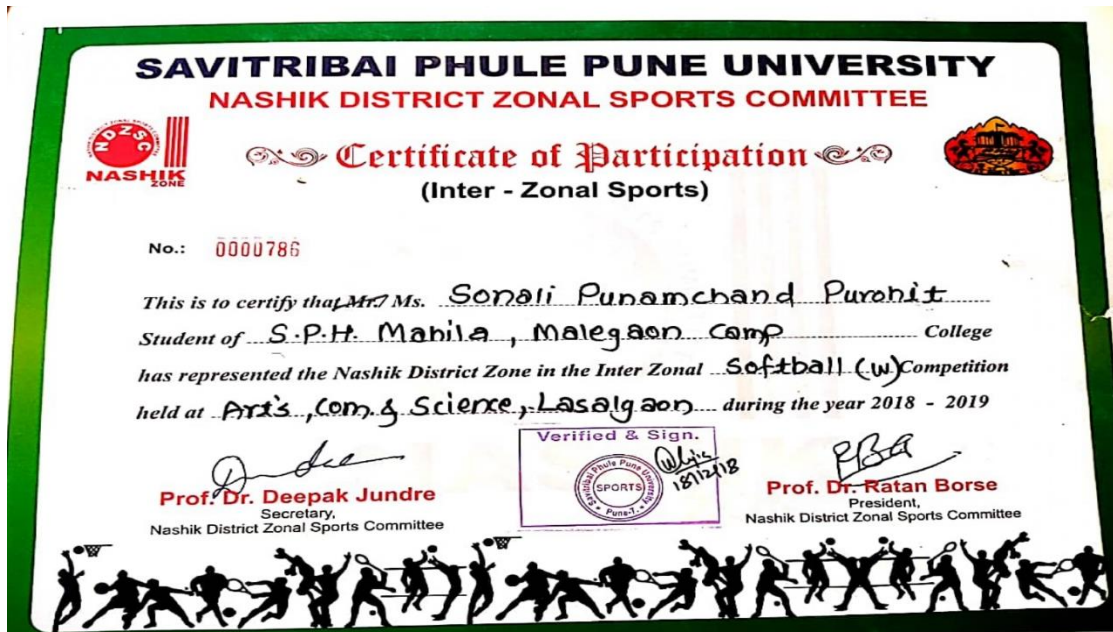 SAVITRIBAI PHULE PUNE UNIVERSITY
NASHIK DISTRICT ZONAL SPORTS COMMITTEE
NDZSC
NASHIK
ZONE
Certificate of Participation
(Inter - Zonal Sports)
No.: 0000786
This is to certify that Mr./ Ms. Sonali Punamchand Purohit
Student of S.P.H. Mahila, Malegaon Camp College
has represented the Nashik District Zone in the Inter Zonal Softball (W) Competition
held at Art's, Com. & Science, Lasalgaon during the year 2018 - 2019
Verified & Sign.
Savitribai Phule Pune University
SPORTS
Pune-7.
18/12/18
Prof. Dr. Deepak Jundre
Secretary,
Nashik District Zonal Sports Committee
Prof. Dr. Ratan Borse
President,
Nashik District Zonal Sports Committee